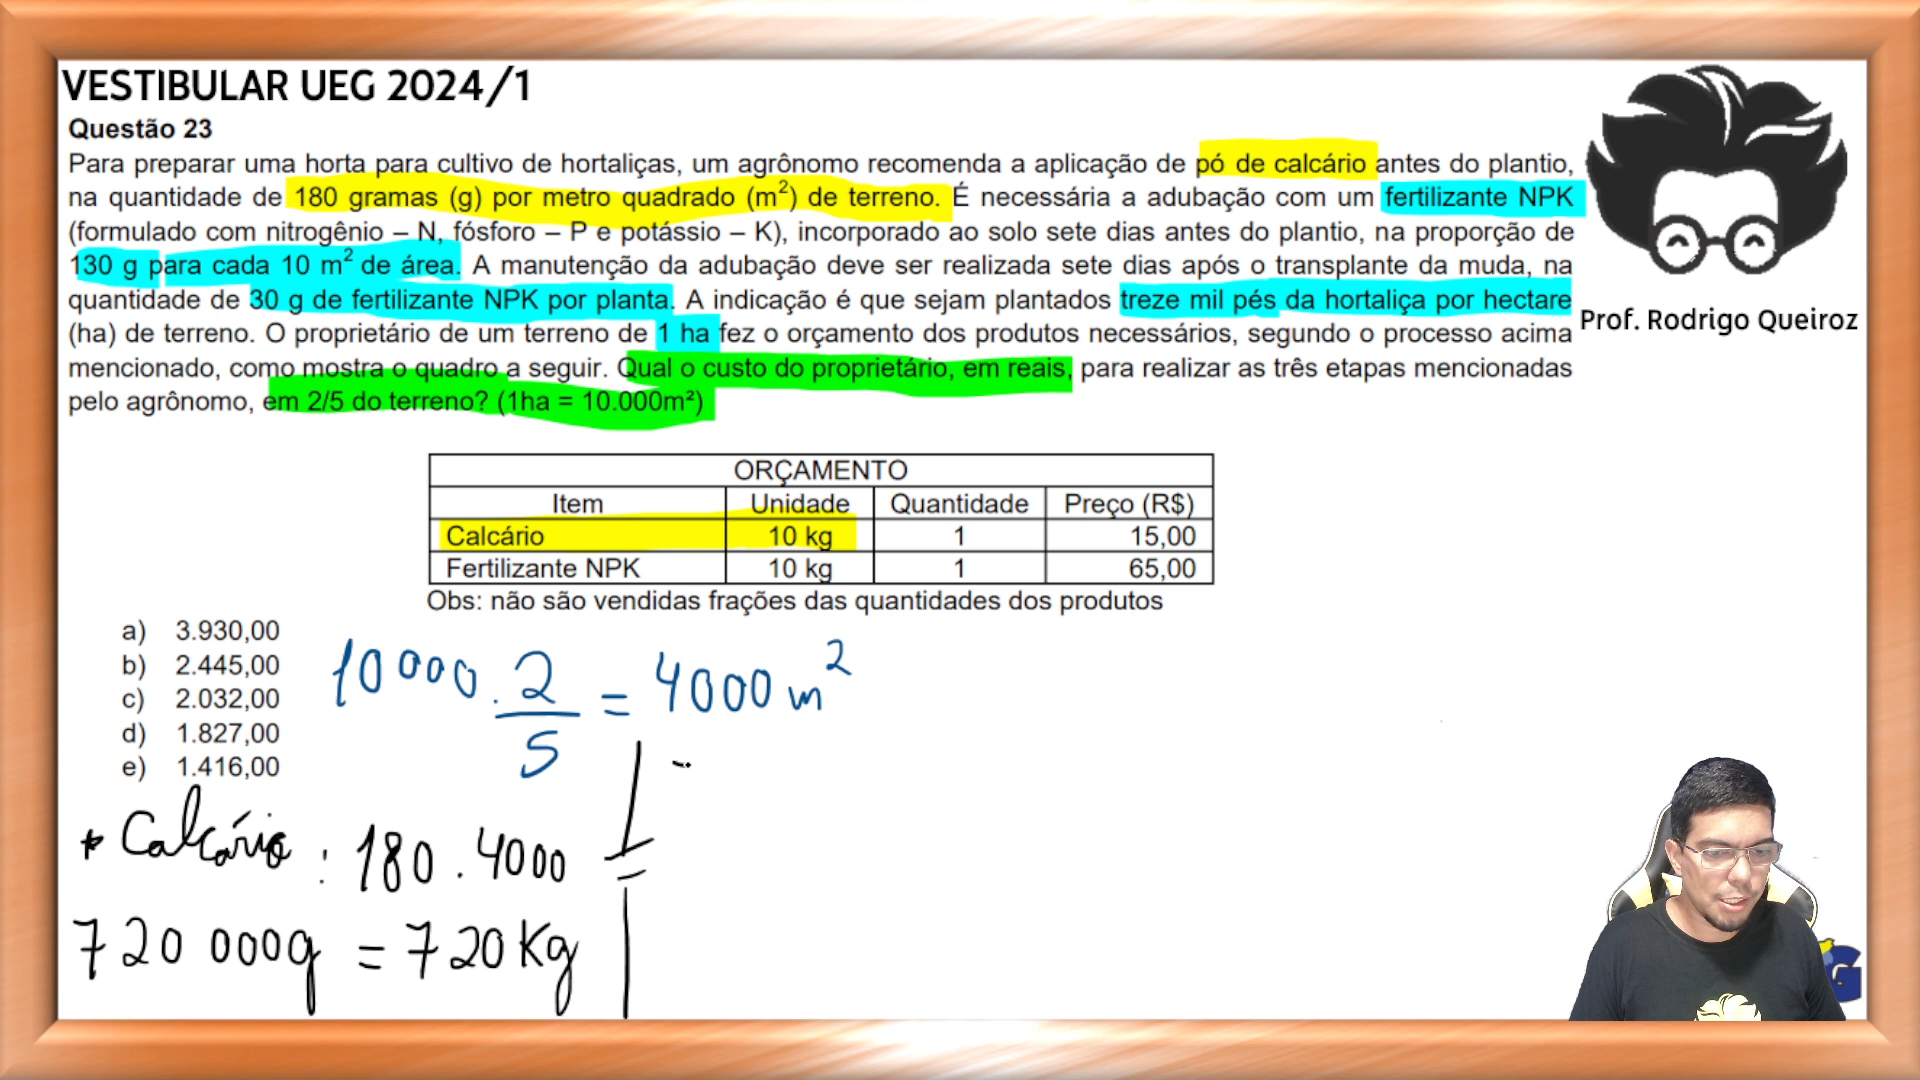 VESTIBULAR UEG 2024/1
Questão 23
Para preparar uma horta para cultivo de hortaliças, um agrônomo recomenda a aplicação de pó de calcário antes do plantio,
na quantidade de 180 gramas (g) por metro quadrado (m²) de terreno. É necessária a adubação com um fertilizante NPK
(formulado com nitrogênio – N, fósforo – P e potássio – K), incorporado ao solo sete dias antes do plantio, na proporção de
130 g para cada 10 m² de área. A manutenção da adubação deve ser realizada sete dias após o transplante da muda, na
quantidade de 30 g de fertilizante NPK por planta. A indicação é que sejam plantados treze mil pés da hortaliça por hectare
(ha) de terreno. O proprietário de um terreno de 1 ha fez o orçamento dos produtos necessários, segundo o processo acima
mencionado, como mostra o quadro a seguir. Qual o custo do proprietário, em reais, para realizar as três etapas mencionadas
pelo agrônomo, em 2/5 do terreno? (1ha = 10.000m²)
Prof. Rodrigo Queiroz
ORÇAMENTO
Item Unidade Quantidade Preço (R$)
Calcário 10 kg 1 15,00
Fertilizante NPK 10 kg 1 65,00
Obs: não são vendidas frações das quantidades dos produtos
a) 3.930,00
b) 2.445,00
c) 2.032,00
d) 1.827,00
e) 1.416,00
10000 . 2/5 = 4000 m²
* Calcário : 180 . 4000 =
720 000g = 720 Kg
G